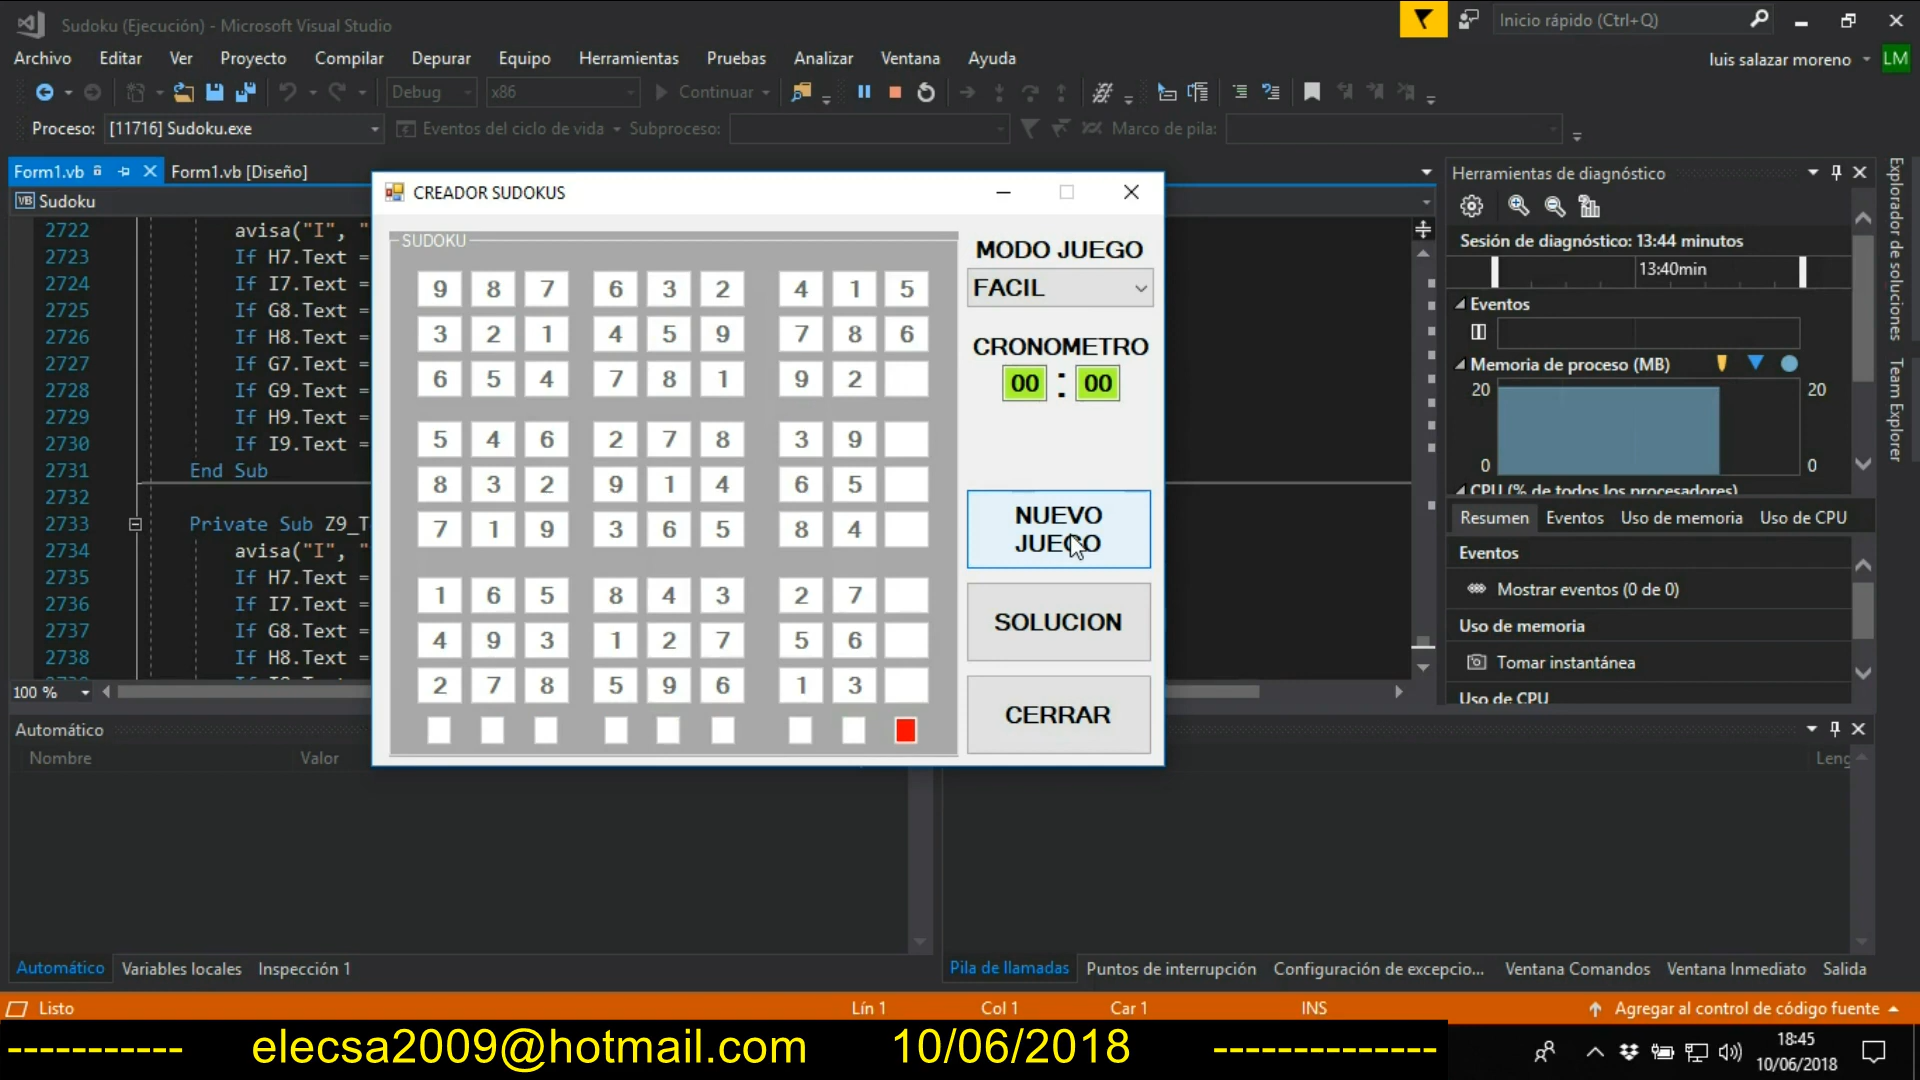 Sudoku (Ejecución) - Microsoft Visual Studio
Inicio rápido (Ctrl+Q)
Archivo Editar Ver Proyecto Compilar Depurar Equipo Herramientas Pruebas Analizar Ventana Ayuda
luis salazar moreno LM
Debug x86 Continuar
Proceso: [11716] Sudoku.exe Eventos del ciclo de vida Subproceso: Marco de pila:
Form1.vb Form1.vb [Diseño]
VB Sudoku
2722 avisa("I", "
2723 If H7.Text =
2724 If I7.Text =
2725 If G8.Text =
2726 If H8.Text =
2727 If G7.Text =
2728 If G9.Text =
2729 If H9.Text =
2730 If I9.Text =
2731 End Sub
2732
2733 Private Sub Z9_T
2734 avisa("I", "
2735 If H7.Text =
2736 If I7.Text =
2737 If G8.Text =
2738 If H8.Text =
100 %
CREADOR SUDOKUS
SUDOKU
9 8 7 6 3 2 4 1 5
3 2 1 4 5 9 7 8 6
6 5 4 7 8 1 9 2
5 4 6 2 7 8 3 9
8 3 2 9 1 4 6 5
7 1 9 3 6 5 8 4
1 6 5 8 4 3 2 7
4 9 3 1 2 7 5 6
2 7 8 5 9 6 1 3
MODO JUEGO
FACIL
CRONOMETRO
00 : 00
NUEVO
JUEGO
SOLUCION
CERRAR
Herramientas de diagnóstico
Sesión de diagnóstico: 13:44 minutos
13:40min
Eventos
Memoria de proceso (MB)
20 20
0 0
CPU (% de todos los procesadores)
Resumen Eventos Uso de memoria Uso de CPU
Eventos
Mostrar eventos (0 de 0)
Uso de memoria
Tomar instantánea
Uso de CPU
Explorador de soluciones
Team Explorer
Automático
Nombre Valor
Leng
Automático Variables locales Inspección 1
Pila de llamadas Puntos de interrupción Configuración de excepcio... Ventana Comandos Ventana Inmediato Salida
Listo Lín 1 Col 1 Car 1 INS Agregar al control de código fuente
----------- elecsa2009@hotmail.com 10/06/2018 --------------
18:45
10/06/2018